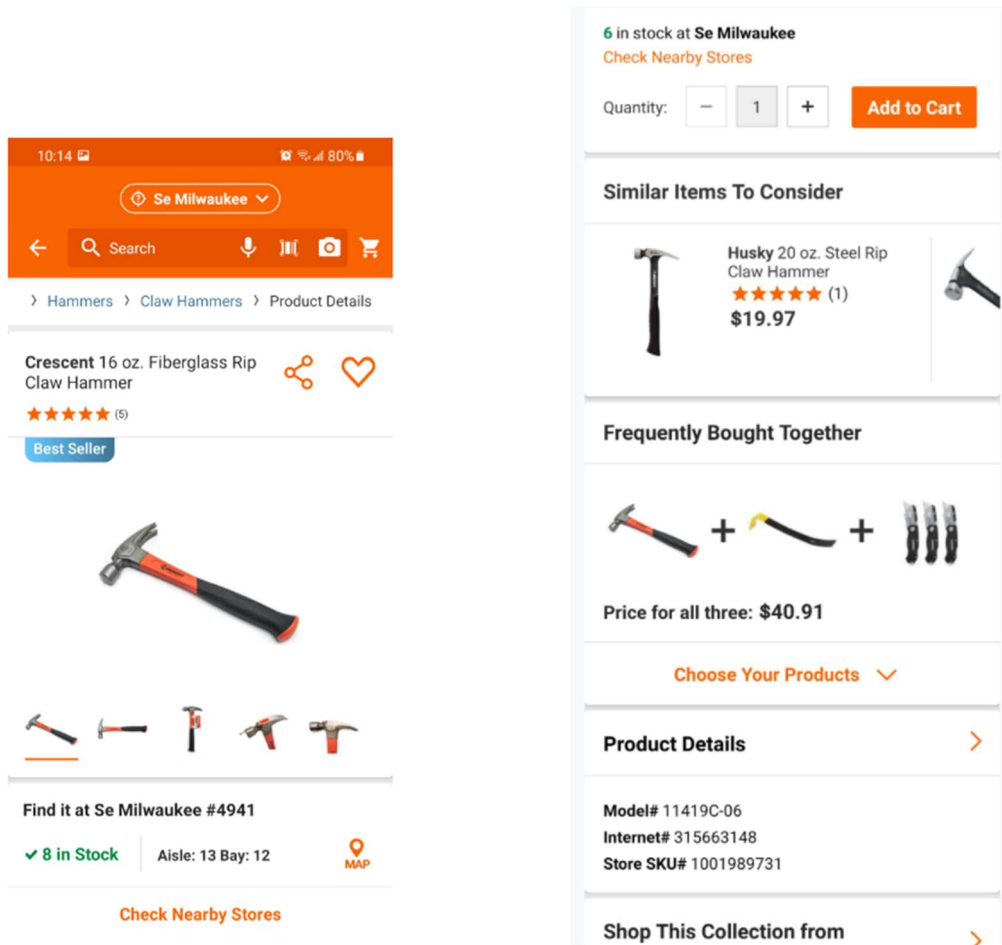 10:14
80%
Se Milwaukee
Search
> Hammers > Claw Hammers > Product Details
Crescent 16 oz. Fiberglass Rip
Claw Hammer
(5)
Best Seller
Find it at Se Milwaukee #4941
8 in Stock
Aisle: 13 Bay: 12
MAP
Check Nearby Stores
6 in stock at Se Milwaukee
Check Nearby Stores
Quantity: − 1 + Add to Cart
Similar Items To Consider
Husky 20 oz. Steel Rip
Claw Hammer
(1)
$19.97
Frequently Bought Together
+ +
Price for all three: $40.91
Choose Your Products
Product Details
Model# 11419C-06
Internet# 315663148
Store SKU# 1001989731
Shop This Collection from